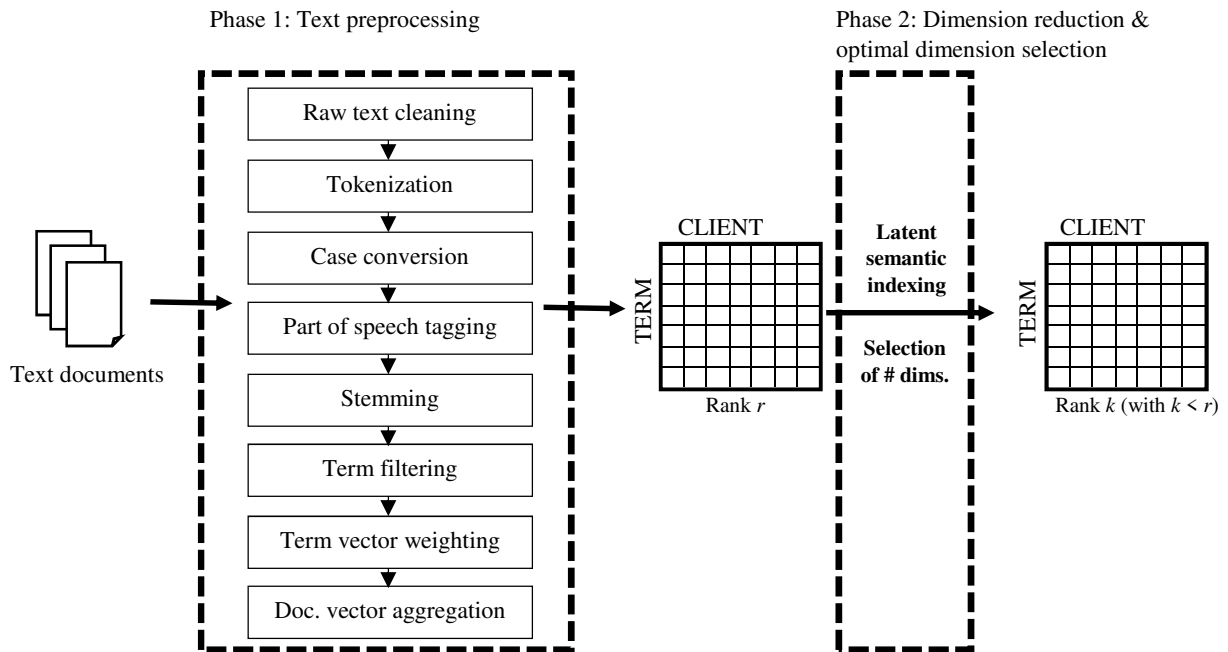 Phase 1: Text preprocessing
Phase 2: Dimension reduction &
optimal dimension selection
Text documents
Raw text cleaning
Tokenization
Case conversion
Part of speech tagging
Stemming
Term filtering
Term vector weighting
Doc. vector aggregation
CLIENT
TERM
Rank r
Latent
semantic
indexing
Selection
of # dims.
CLIENT
TERM
Rank k (with k < r)